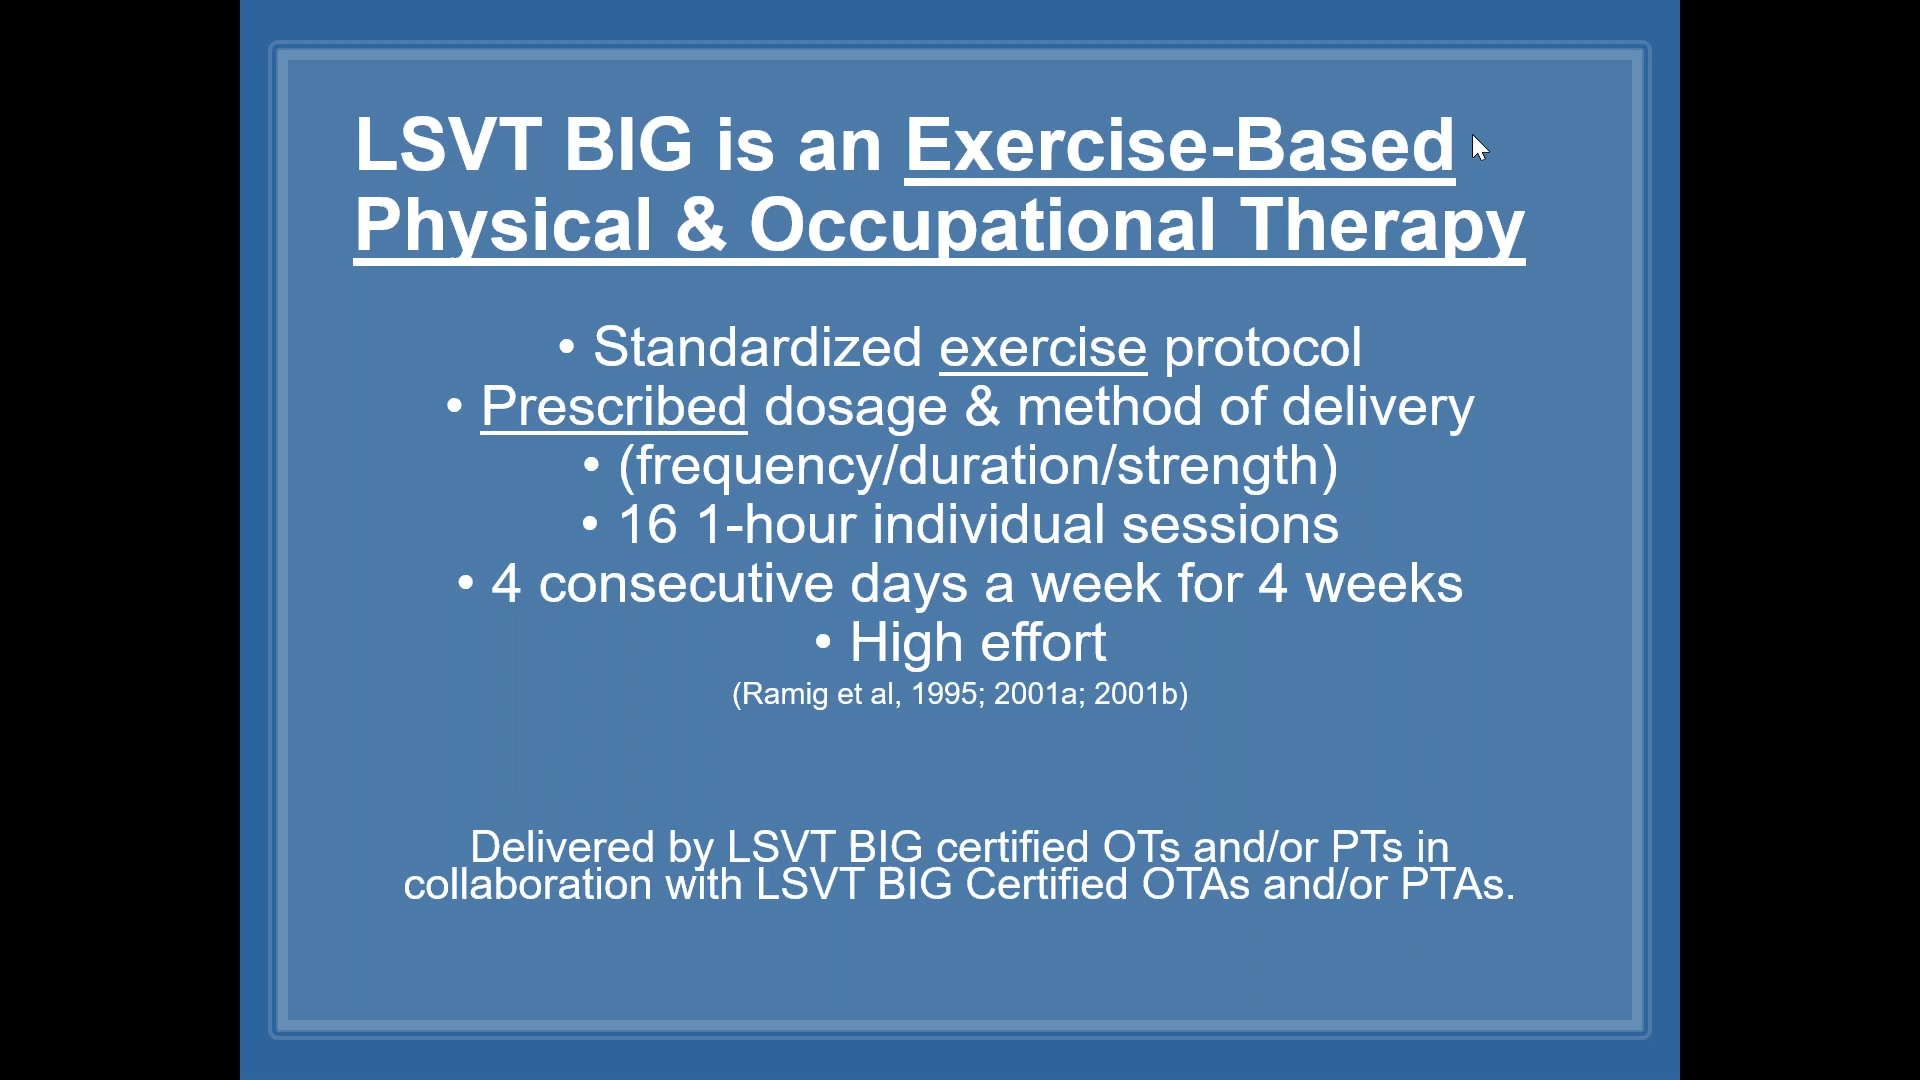 LSVT BIG is an Exercise-Based
Physical & Occupational Therapy
• Standardized exercise protocol
• Prescribed dosage & method of delivery
• (frequency/duration/strength)
• 16 1-hour individual sessions
• 4 consecutive days a week for 4 weeks
• High effort
(Ramig et al, 1995; 2001a; 2001b)
Delivered by LSVT BIG certified OTs and/or PTs in
collaboration with LSVT BIG Certified OTAs and/or PTAs.